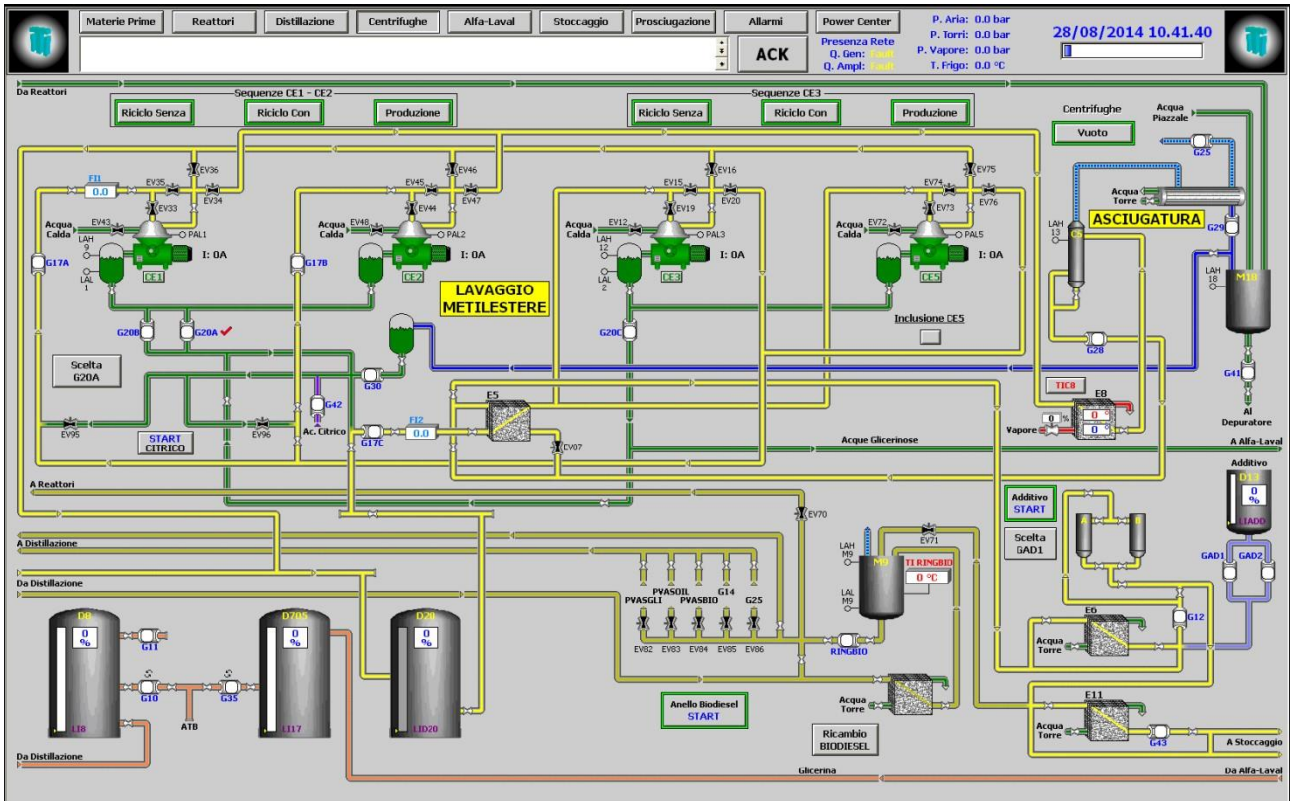 Materie Prime
Reattori
Distillazione
Centrifughe
Alfa-Laval
Stoccaggio
Prosciugazione
Allarmi
Power Center
P. Aria: 0.0 bar
P. Torri: 0.0 bar
P. Vapore: 0.0 bar
T. Frigo: 0.0 °C
28/08/2014 10.41.40
ACK
Presenza Rete
Q. Gen: Fault
Q. Ampl: Fault
Da Reattori
Sequenze CE1 - CE2
Riciclo Senza
Riciclo Con
Produzione
Sequenze CE3
Riciclo Senza
Riciclo Con
Produzione
Centrifughe
Vuoto
Acqua
Piazzale
G25
EV36
EV46
EV16
EV75
FI1
0.0
EV35
EV34
EV33
EV45
EV47
EV44
EV15
EV20
EV19
EV74
EV76
EV73
Acqua
Torre
ASCIUGATURA
EV43
Acqua
Calda
PAL1
EV48
Acqua
Calda
PAL2
EV12
Acqua
Calda
PAL3
EV72
Acqua
Calda
PAL5
LAH
9
LAL
1
LAH
12
LAL
2
LAH
13
C5
G29
G17A
I: 0A
G17B
I: 0A
I: 0A
I: 0A
CE1
CE2
CE3
CE5
LAH
18
M18
LAVAGGIO
METILESTERE
G20B
G20A
G20C
Inclusione CE5
G28
Scelta
G20A
G30
G41
TIC8
E8
0 %
0 °
0 °
Vapore
Al
Depuratore
G42
Ac. Citrico
E5
FI2
0.0
G17C
EV95
START
CITRICO
EV96
EV07
Acque Glicerinose
A Alfa-Laval
A Reattori
Additivo
D13
0
%
LIADD
Additivo
START
Scelta
GAD1
A
B
GAD1
GAD2
EV70
EV71
A Distillazione
LAH
M9
M9
LAL
M9
TI RINGBIO
0 °C
PVASGLI
PVASOIL
PVASBIO
G14
G25
Da Distillazione
EV82
EV83
EV84
EV85
EV86
RINGBIO
G12
E6
Acqua
Torre
D8
0
%
LI8
G11
G10
G35
ATB
D705
0
%
LI17
D20
0
%
LID20
Anello Biodiesel
START
Acqua
Torre
Ricambio
BIODIESEL
E11
Acqua
Torre
G43
A Stoccaggio
Da Distillazione
Glicerina
Da Alfa-Laval